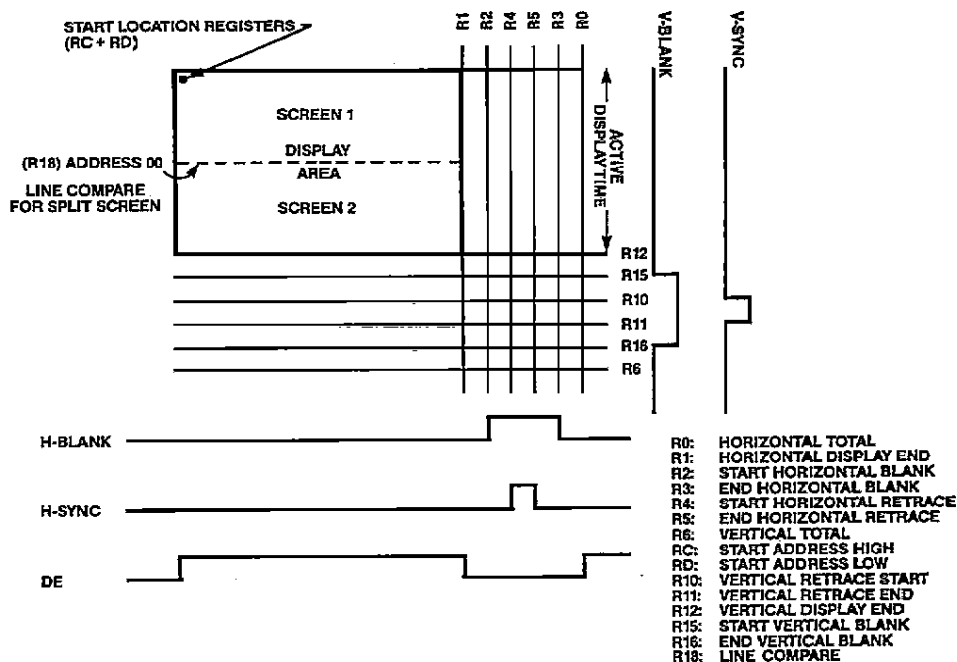 START LOCATION REGISTERS
(RC + RD)
R1
R2
R4
R5
R3
R0
V-BLANK
V-SYNC
SCREEN 1
(R18) ADDRESS 00
DISPLAY
AREA
LINE COMPARE
FOR SPLIT SCREEN
SCREEN 2
ACTIVE
DISPLAY TIME
R12
R15
R10
R11
R16
R6
H-BLANK
H-SYNC
DE
R0: HORIZONTAL TOTAL
R1: HORIZONTAL DISPLAY END
R2: START HORIZONTAL BLANK
R3: END HORIZONTAL BLANK
R4: START HORIZONTAL RETRACE
R5: END HORIZONTAL RETRACE
R6: VERTICAL TOTAL
RC: START ADDRESS HIGH
RD: START ADDRESS LOW
R10: VERTICAL RETRACE START
R11: VERTICAL RETRACE END
R12: VERTICAL DISPLAY END
R15: START VERTICAL BLANK
R16: END VERTICAL BLANK
R18: LINE COMPARE